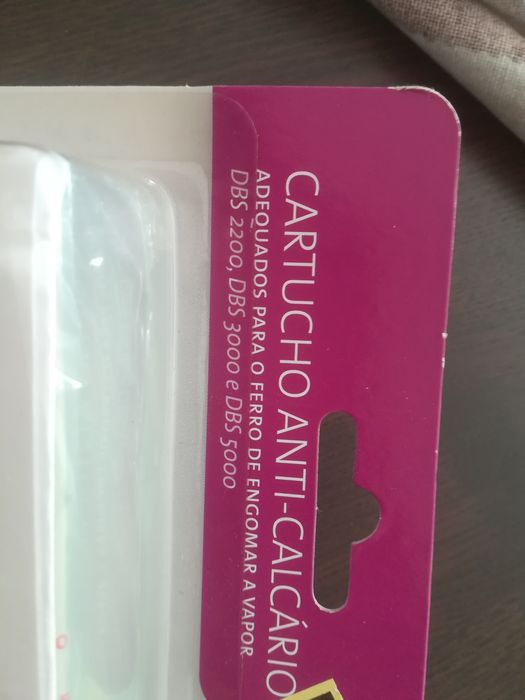 CARTUCHO ANTI-CALCÁRIO
ADEQUADOS PARA O FERRO DE ENGOMAR A VAPOR
DBS 2200, DBS 3000 e DBS 5000